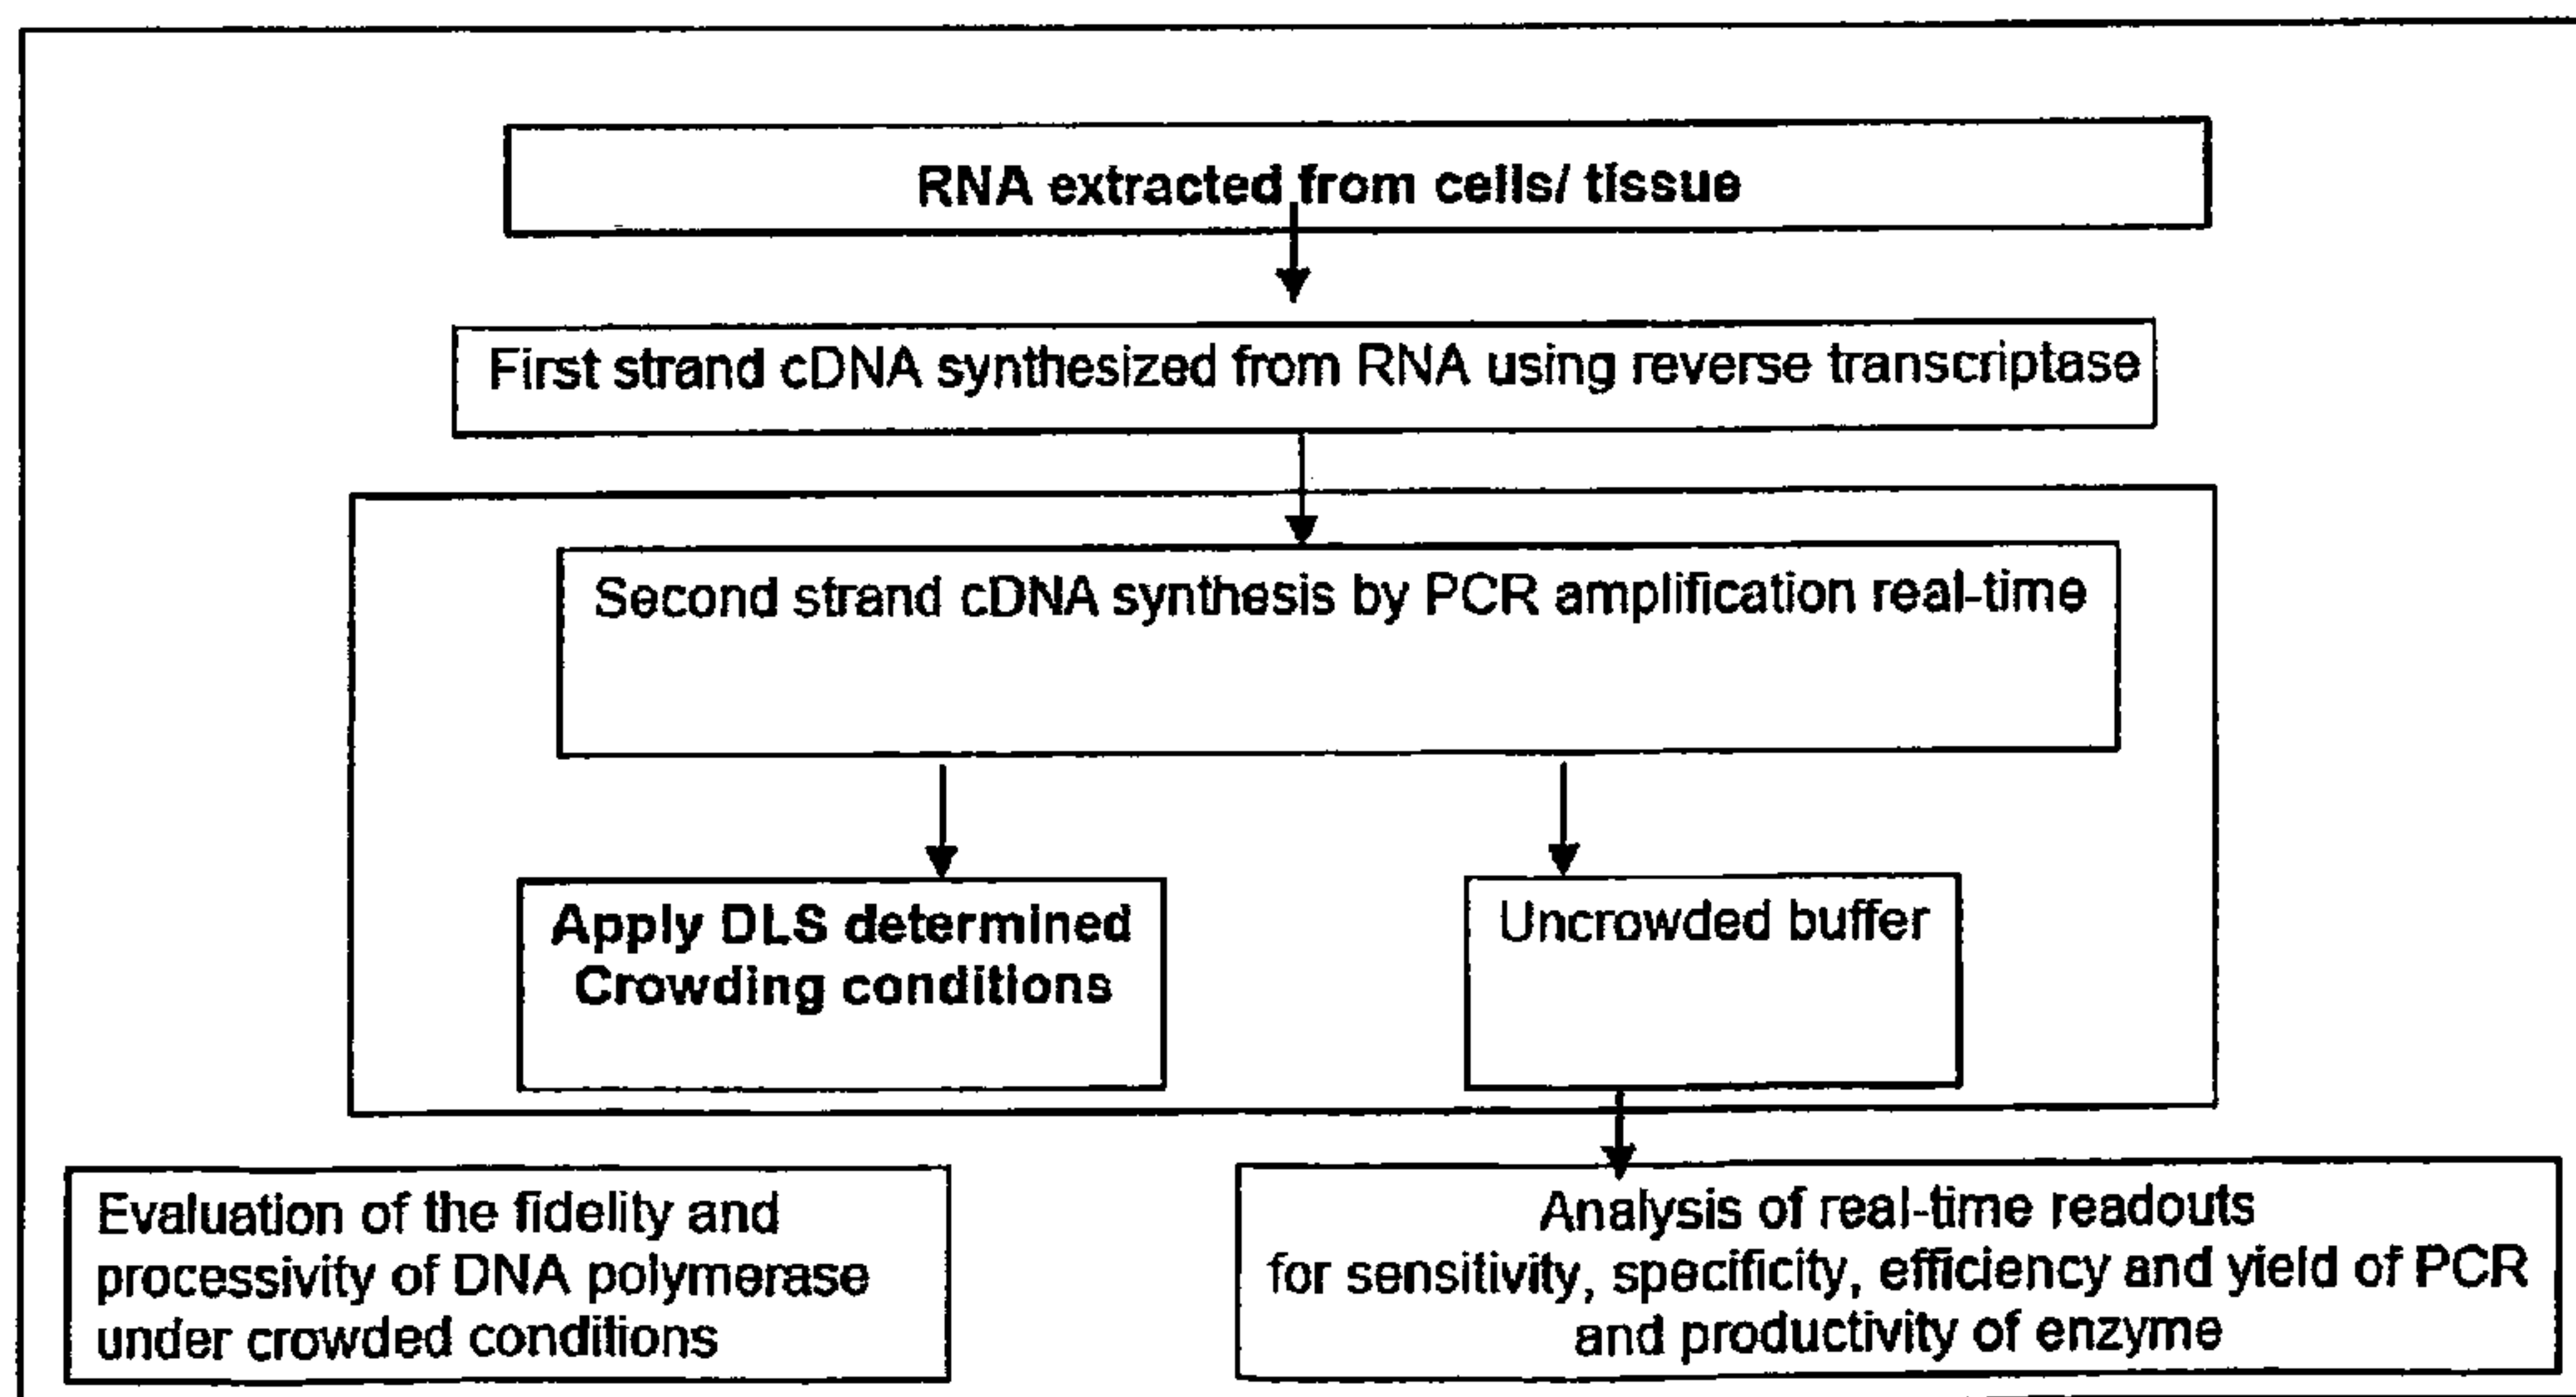 RNA extracted from cells/ tissue
First strand cDNA synthesized from RNA using reverse transcriptase
Second strand cDNA synthesis by PCR amplification real-time
Apply DLS determined
Crowding conditions
Uncrowded buffer
Evaluation of the fidelity and
processivity of DNA polymerase
under crowded conditions
Analysis of real-time readouts
for sensitivity, specificity, efficiency and yield of PCR
and productivity of enzyme